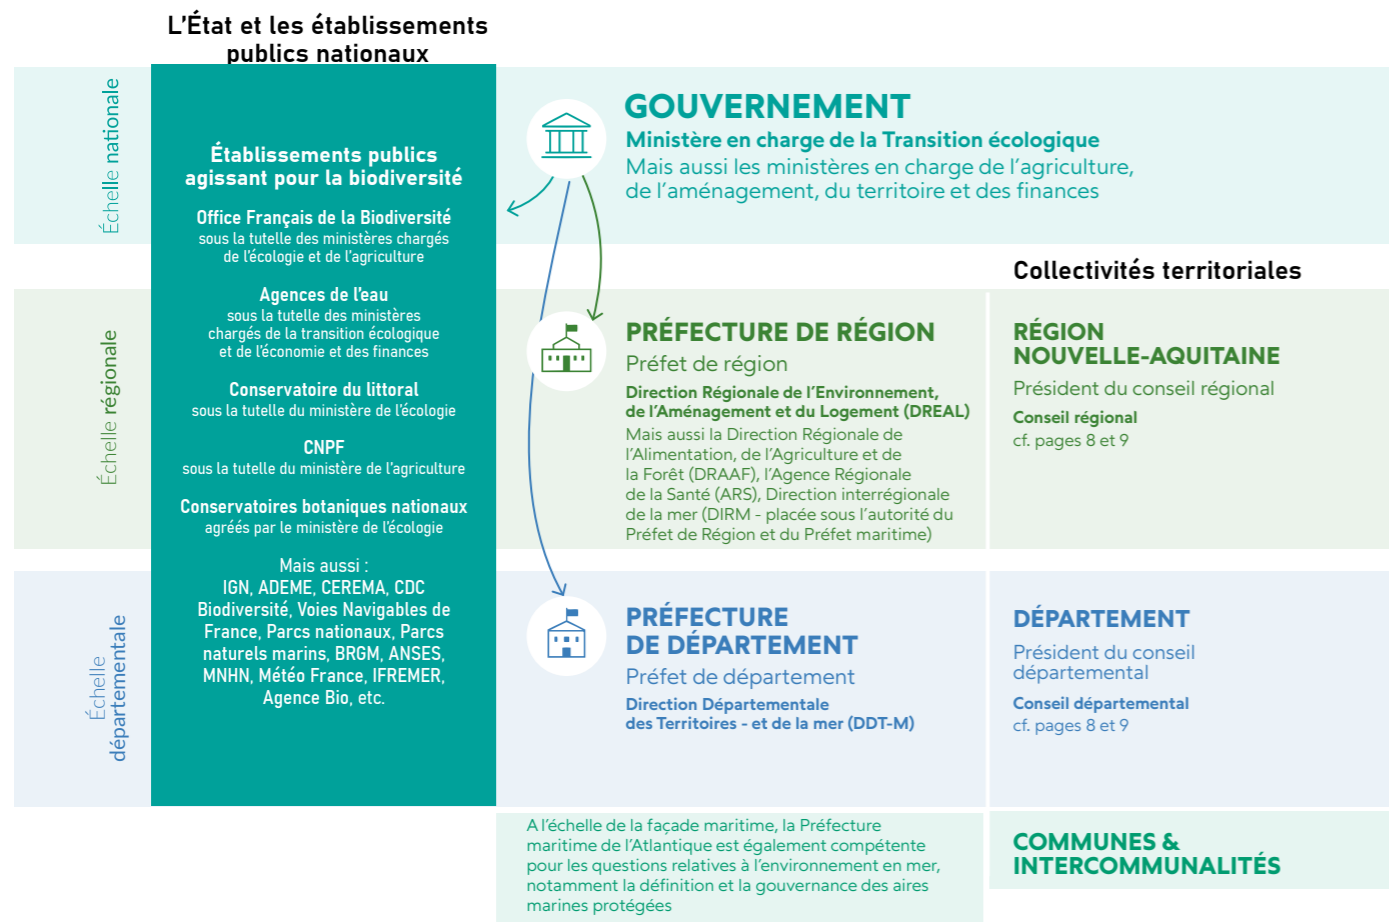 L'État et les établissements
publics nationaux
Échelle nationale
Établissements publics
agissant pour la biodiversité
Office Français de la Biodiversité
sous la tutelle des ministères chargés
de l'écologie et de l'agriculture
Agences de l'eau
sous la tutelle des ministères
chargés de la transition écologique
et de l'économie et des finances
Conservatoire du littoral
sous la tutelle du ministère de l'écologie
CNPF
sous la tutelle du ministère de l'agriculture
Conservatoires botaniques nationaux
agréés par le ministère de l'écologie
Mais aussi :
IGN, ADEME, CEREMA, CDC
Biodiversité, Voies Navigables de
France, Parcs nationaux, Parcs
naturels marins, BRGM, ANSES,
MNHN, Météo France, IFREMER,
Agence Bio, etc.
GOUVERNEMENT
Ministère en charge de la Transition écologique
Mais aussi les ministères en charge de l'agriculture,
de l'aménagement, du territoire et des finances
Collectivités territoriales
Échelle régionale
PRÉFECTURE DE RÉGION
Préfet de région
Direction Régionale de l'Environnement,
de l'Aménagement et du Logement (DREAL)
Mais aussi la Direction Régionale de
l'Alimentation, de l'Agriculture et de
la Forêt (DRAAF), l'Agence Régionale
de la Santé (ARS), Direction interrégionale
de la mer (DIRM - placée sous l'autorité du
Préfet de Région et du Préfet maritime)
RÉGION
NOUVELLE-AQUITAINE
Président du conseil régional
Conseil régional
cf. pages 8 et 9
Échelle
départementale
PRÉFECTURE
DE DÉPARTEMENT
Préfet de département
Direction Départementale
des Territoires - et de la mer (DDT-M)
DÉPARTEMENT
Président du conseil
départemental
Conseil départemental
cf. pages 8 et 9
A l'échelle de la façade maritime, la Préfecture
maritime de l'Atlantique est également compétente
pour les questions relatives à l'environnement en mer,
notamment la définition et la gouvernance des aires
marines protégées
COMMUNES &
INTERCOMMUNALITÉS